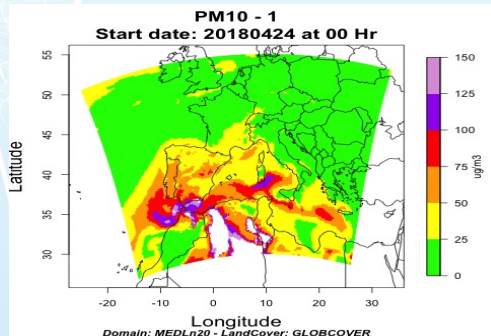 PM10 - 1
Start date: 20180424 at 00 Hr
Latitude
55
50
45
40
35
30
-20 -10 0 10 20 30
Longitude
150
125
100
75
50
25
0
ug/m3
Domain: MEDLn20 - LandCover: GLOBCOVER